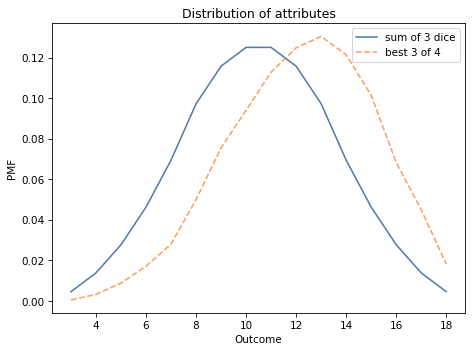 Distribution of attributes
sum of 3 dice
best 3 of 4
PMF
0.12
0.10
0.08
0.06
0.04
0.02
0.00
4 6 8 10 12 14 16 18
Outcome